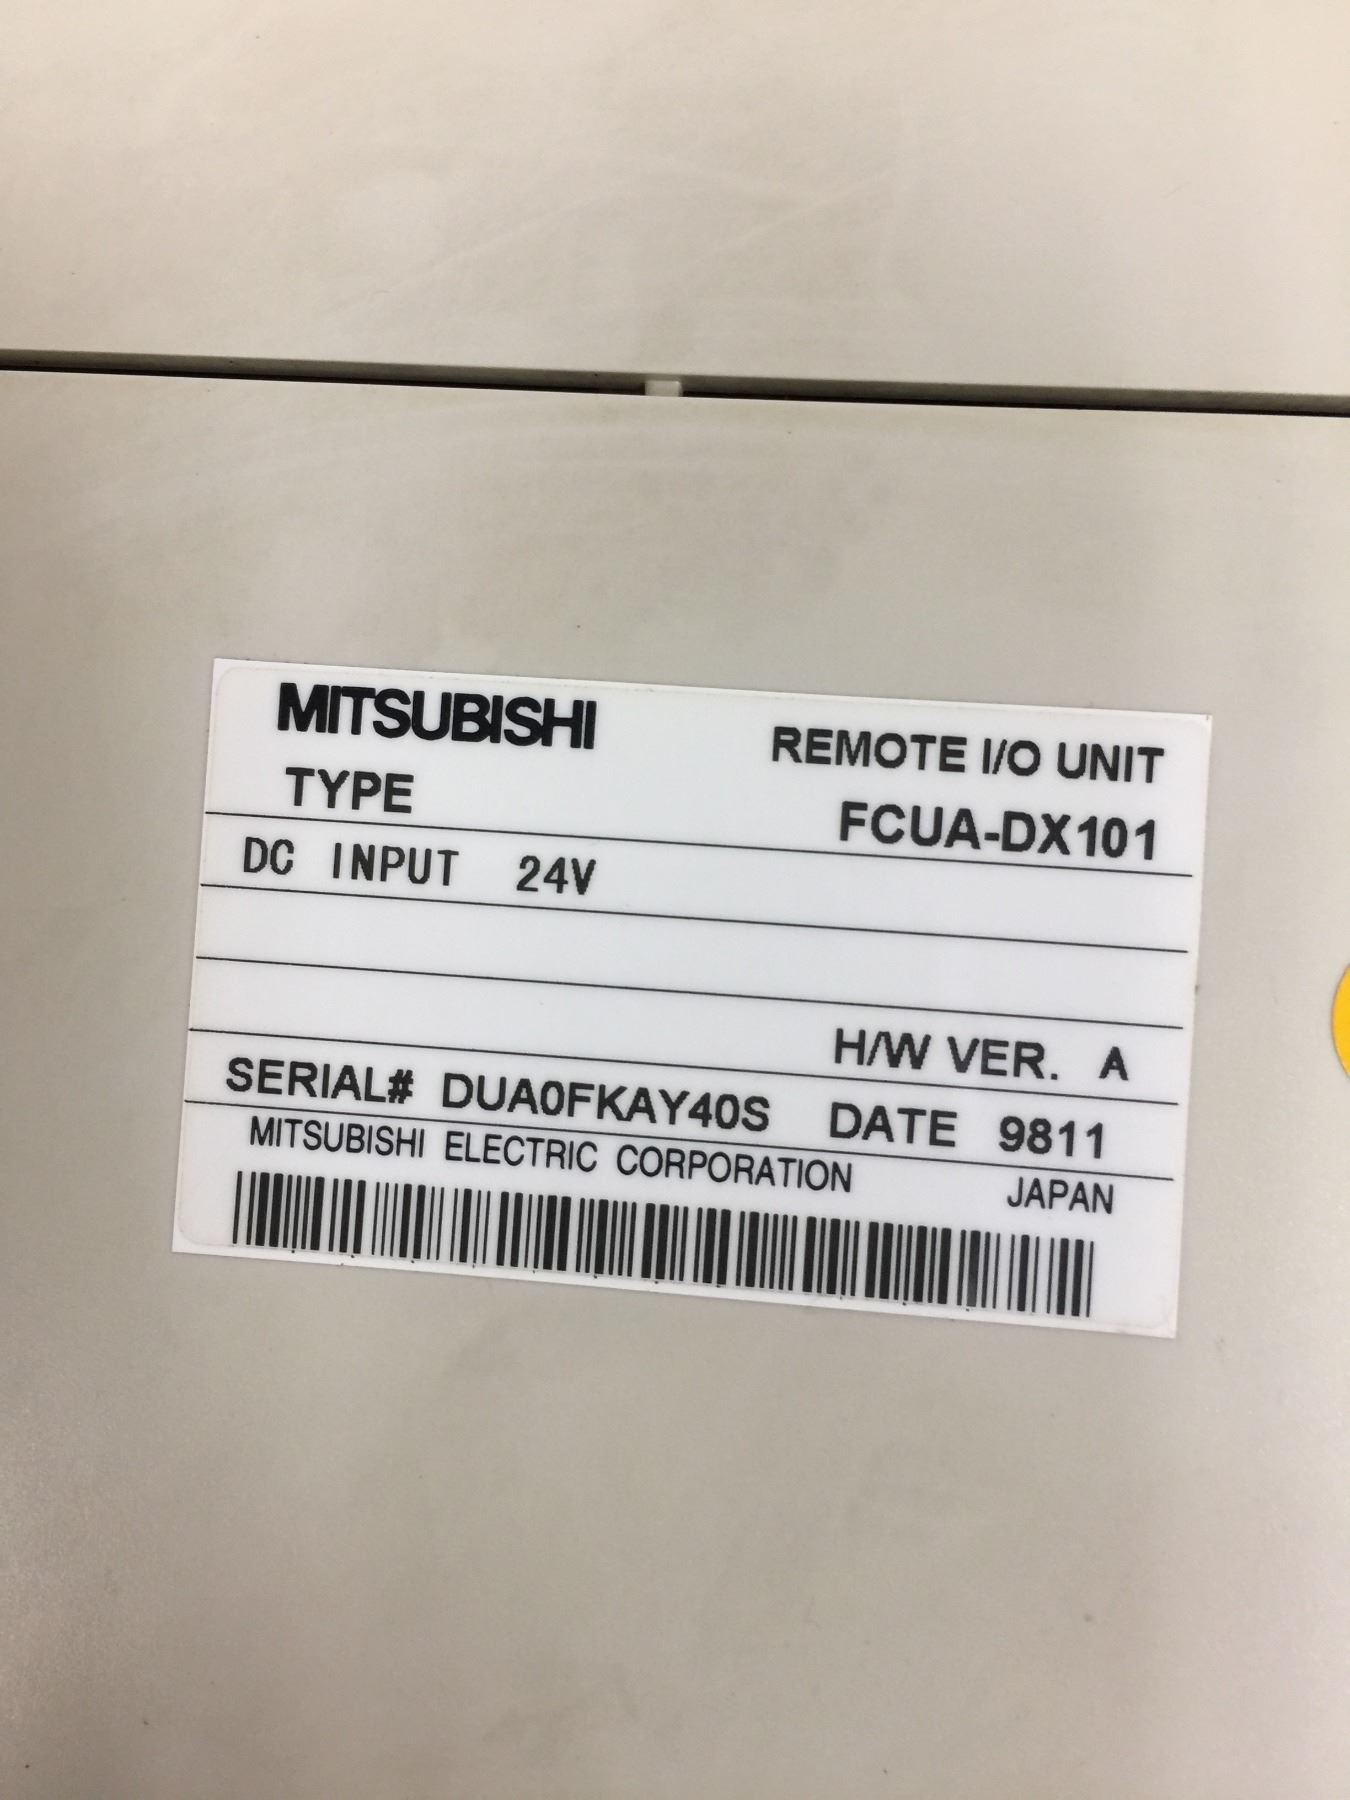 MITSUBISHI REMOTE I/O UNIT
TYPE FCUA-DX101
DC INPUT 24V
H/W VER. A
SERIAL# DUA0FKAY40S DATE 9811
MITSUBISHI ELECTRIC CORPORATION JAPAN